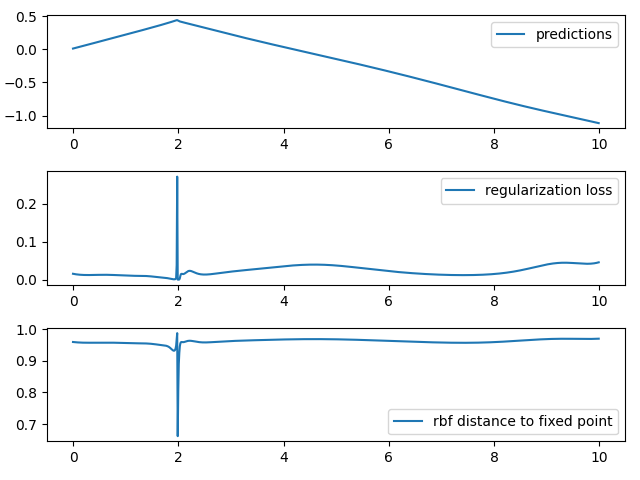 0.5
0.0
−0.5
−1.0
predictions
0 2 4 6 8 10
0.2
0.1
0.0
regularization loss
0 2 4 6 8 10
1.0
0.9
0.8
0.7
rbf distance to fixed point
0 2 4 6 8 10